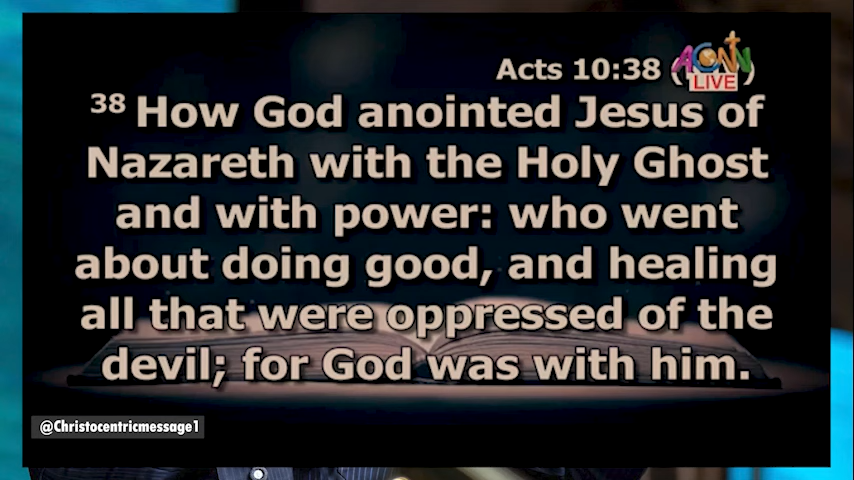 Acts 10:38 (
ACNN
LIVE
)
38 How God anointed Jesus of
Nazareth with the Holy Ghost
and with power: who went
about doing good, and healing
all that were oppressed of the
devil; for God was with him.
@Christocentricmessage1